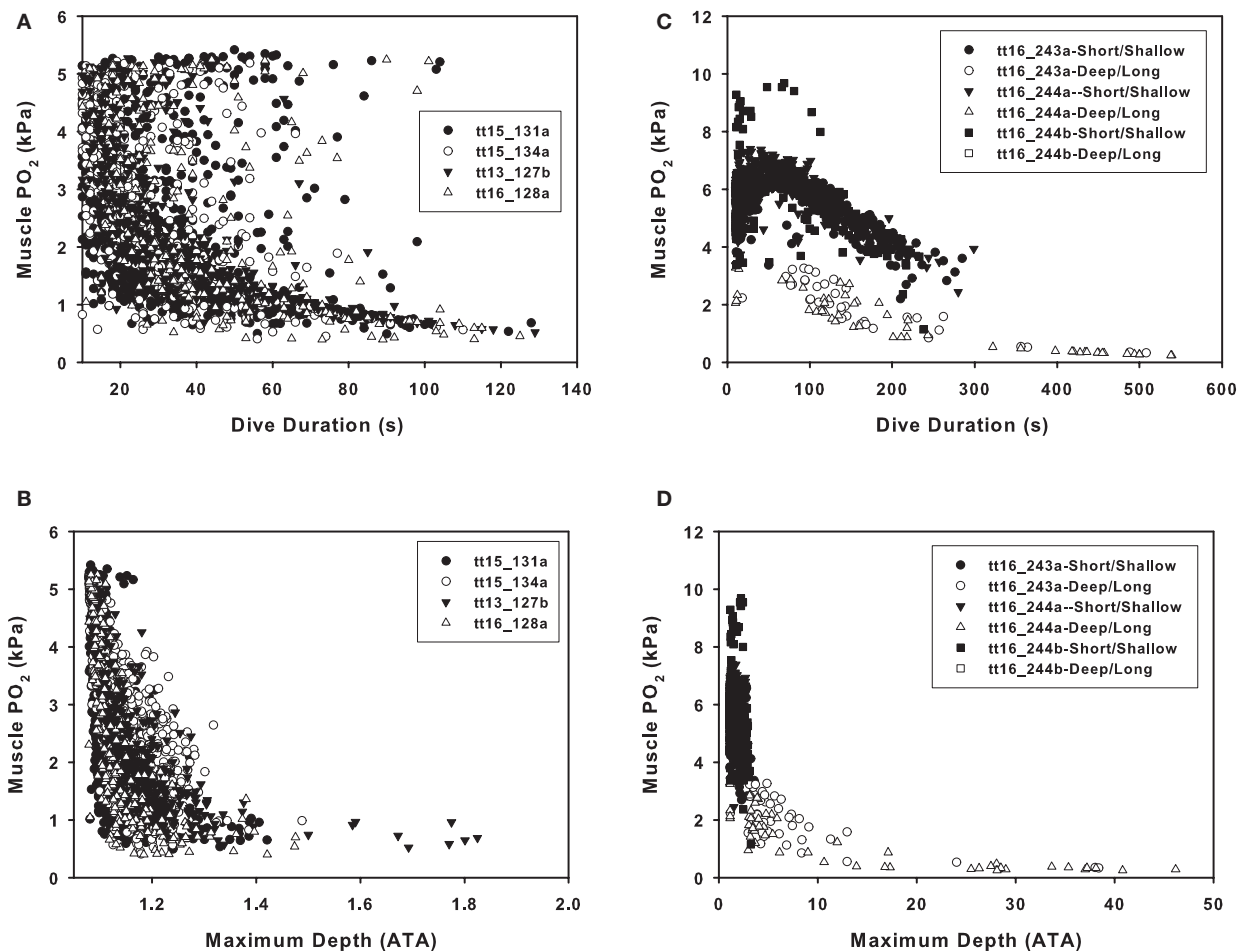 A
6
5
4
3
2
1
0
Muscle PO2 (kPa)
tt15_131a
tt15_134a
tt13_127b
tt16_128a
20 40 60 80 100 120 140
Dive Duration (s)
C
12
10
8
6
4
2
0
Muscle PO2 (kPa)
tt16_243a-Short/Shallow
tt16_243a-Deep/Long
tt16_244a--Short/Shallow
tt16_244a-Deep/Long
tt16_244b-Short/Shallow
tt16_244b-Deep/Long
0 100 200 300 400 500 600
Dive Duration (s)
B
6
5
4
3
2
1
0
Muscle PO2 (kPa)
tt15_131a
tt15_134a
tt13_127b
tt16_128a
1.2 1.4 1.6 1.8 2.0
Maximum Depth (ATA)
D
12
10
8
6
4
2
0
Muscle PO2 (kPa)
tt16_243a-Short/Shallow
tt16_243a-Deep/Long
tt16_244a--Short/Shallow
tt16_244a-Deep/Long
tt16_244b-Short/Shallow
tt16_244b-Deep/Long
0 10 20 30 40 50
Maximum Depth (ATA)